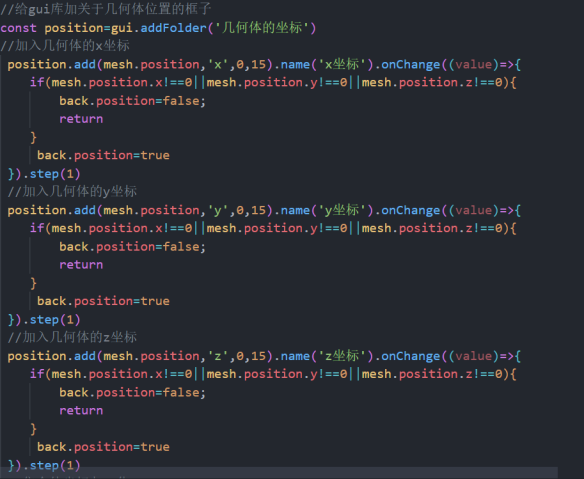 //给gui库加关于几何体位置的框子
const position=gui.addFolder('几何体的坐标')
//加入几何体的x坐标
position.add(mesh.position,'x',0,15).name('x坐标').onChange((value)=>{
if(mesh.position.x!==0||mesh.position.y!==0||mesh.position.z!==0){
back.position=false;
return
}
back.position=true
}).step(1)
//加入几何体的y坐标
position.add(mesh.position,'y',0,15).name('y坐标').onChange((value)=>{
if(mesh.position.x!==0||mesh.position.y!==0||mesh.position.z!==0){
back.position=false;
return
}
back.position=true
}).step(1)
//加入几何体的z坐标
position.add(mesh.position,'z',0,15).name('z坐标').onChange((value)=>{
if(mesh.position.x!==0||mesh.position.y!==0||mesh.position.z!==0){
back.position=false;
return
}
back.position=true
}).step(1)